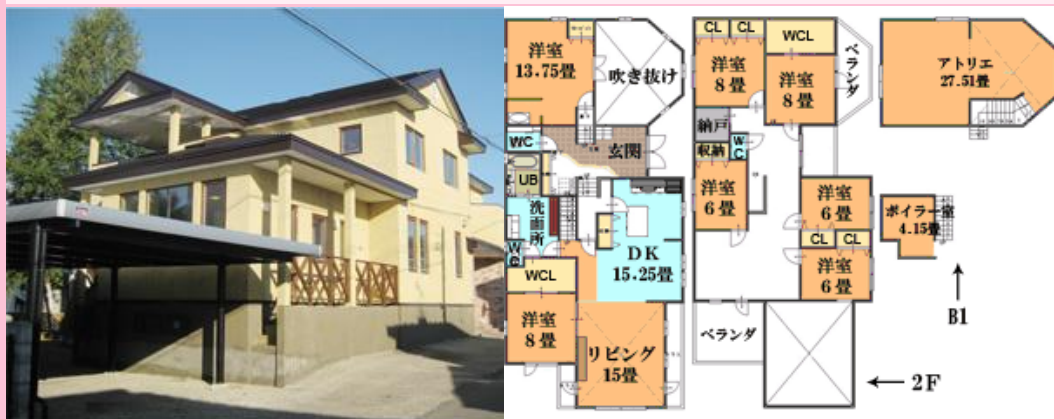 洋室
13.75畳
吹き抜け
WC
玄関
UB
洗面所
WC
DK
15.25畳
WCL
洋室
8畳
リビング
15畳
CL
CL
WCL
洋室
8畳
洋室
8畳
ベランダ
納戸
収納
WC
洋室
6畳
洋室
6畳
CL
CL
洋室
6畳
ベランダ
← 2F
アトリエ
27.51畳
ボイラー室
4.15畳
↑
B1